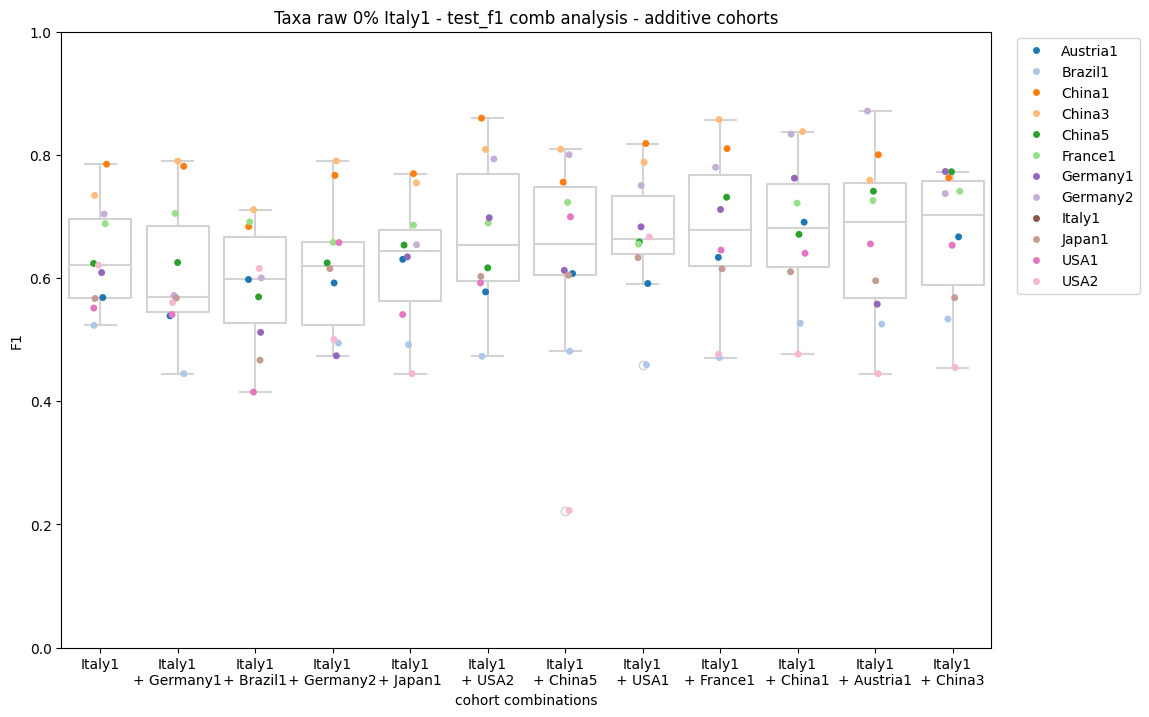 Taxa raw 0% Italy1 - test_f1 comb analysis - additive cohorts
1.0
0.8
0.6
0.4
0.2
0.0
F1
Italy1
Italy1
+ Germany1
Italy1
+ Brazil1
Italy1
+ Germany2
Italy1
+ Japan1
Italy1
+ USA2
Italy1
+ China5
Italy1
+ USA1
Italy1
+ France1
Italy1
+ China1
Italy1
+ Austria1
Italy1
+ China3
cohort combinations
Austria1
Brazil1
China1
China3
China5
France1
Germany1
Germany2
Italy1
Japan1
USA1
USA2